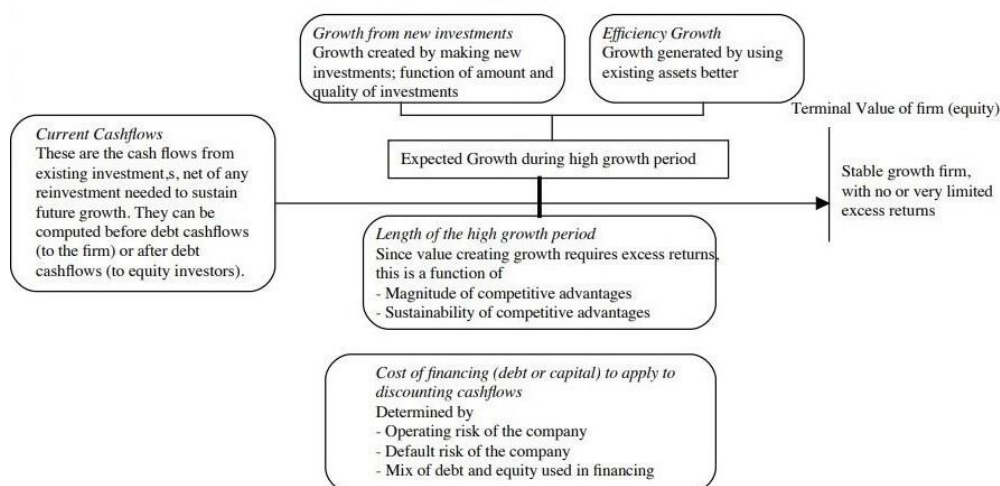 Growth from new investments
Growth created by making new
investments; function of amount and
quality of investments
Efficiency Growth
Growth generated by using
existing assets better
Terminal Value of firm (equity)
Current Cashflows
These are the cash flows from
existing investment,s, net of any
reinvestment needed to sustain
future growth. They can be
computed before debt cashflows
(to the firm) or after debt
cashflows (to equity investors).
Expected Growth during high growth period
Stable growth firm,
with no or very limited
excess returns
Length of the high growth period
Since value creating growth requires excess returns,
this is a function of
- Magnitude of competitive advantages
- Sustainability of competitive advantages
Cost of financing (debt or capital) to apply to
discounting cashflows
Determined by
- Operating risk of the company
- Default risk of the company
- Mix of debt and equity used in financing